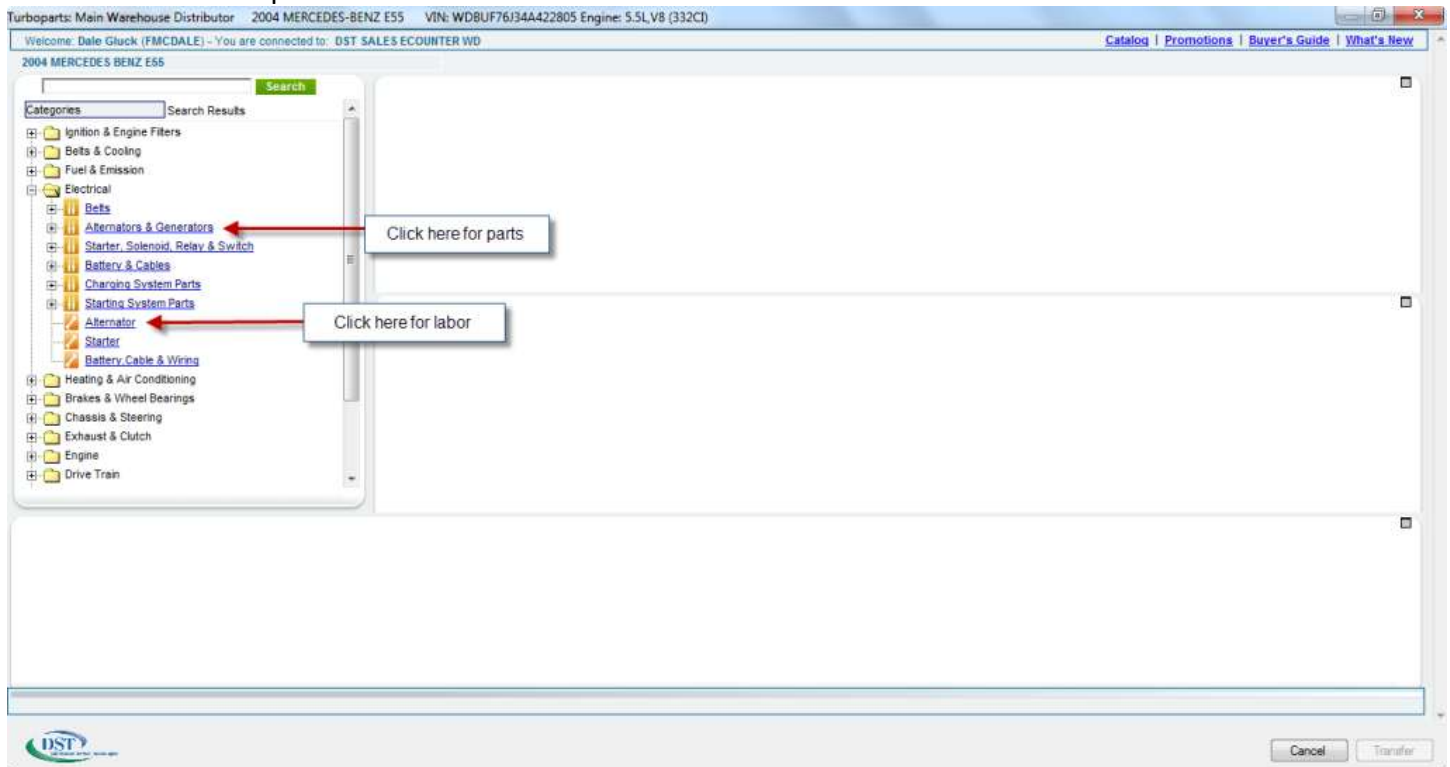 Turboparts: Main Warehouse Distributor 2004 MERCEDES-BENZ E55 VIN: WDBUF76J34A422805 Engine: 5.5L,V8 (332CI)
Welcome: Dale Gluck (FMCDALE) - You are connected to: DST SALES ECOUNTER WD Catalog | Promotions | Buyer's Guide | What's New
2004 MERCEDES BENZ E55
Search
Categories Search Results
Ignition & Engine Filters
Belts & Cooling
Fuel & Emission
Electrical
Belts
Alternators & Generators
Click here for parts
Starter, Solenoid, Relay & Switch
Battery & Cables
Charging System Parts
Starting System Parts
Alternator
Click here for labor
Starter
Battery,Cable & Wiring
Heating & Air Conditioning
Brakes & Wheel Bearings
Chassis & Steering
Exhaust & Clutch
Engine
Drive Train
DST
Cancel Transfer